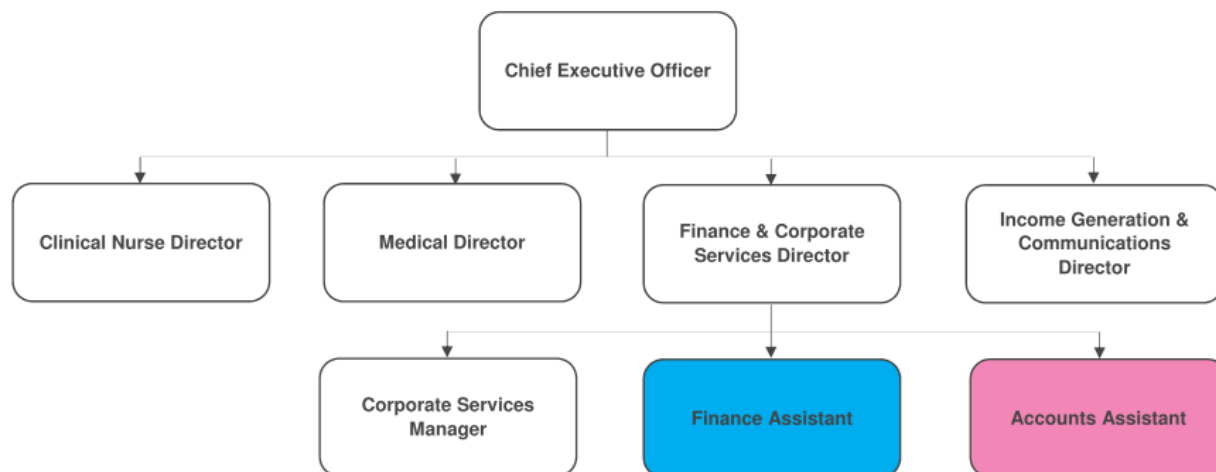 Chief Executive Officer
Clinical Nurse Director
Medical Director
Finance & Corporate
Services Director
Income Generation &
Communications
Director
Corporate Services
Manager
Finance Assistant
Accounts Assistant